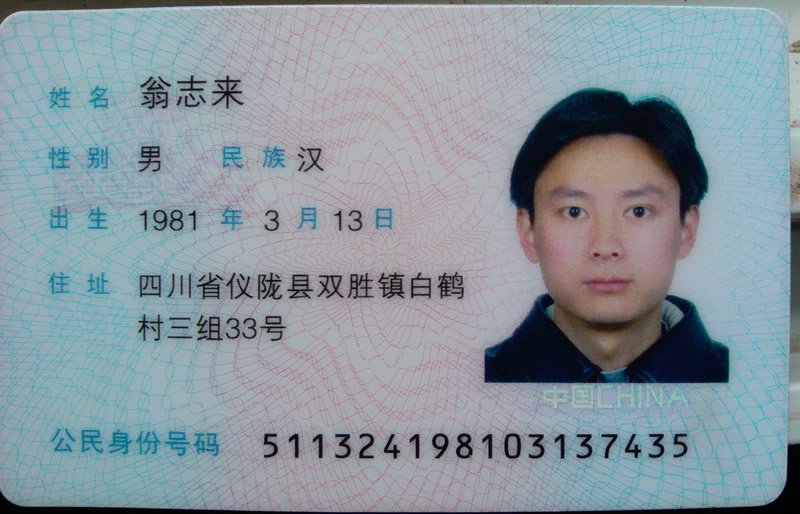 姓名 翁志来
性别 男 民族 汉
出生 1981 年 3 月 13 日
住址 四川省仪陇县双胜镇白鹤
村三组33号
中国CHINA
公民身份号码 511324198103137435